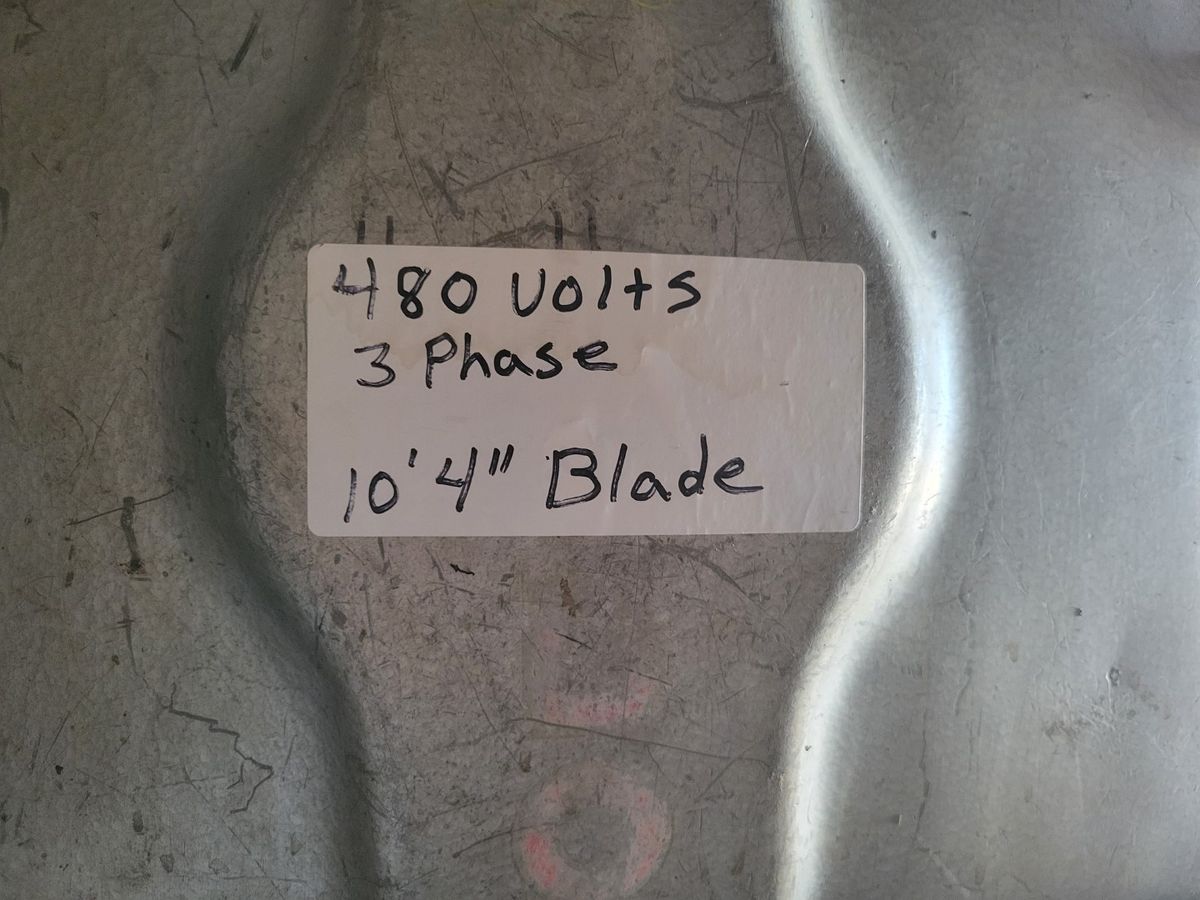 480 Volts
3 Phase
10' 4" Blade